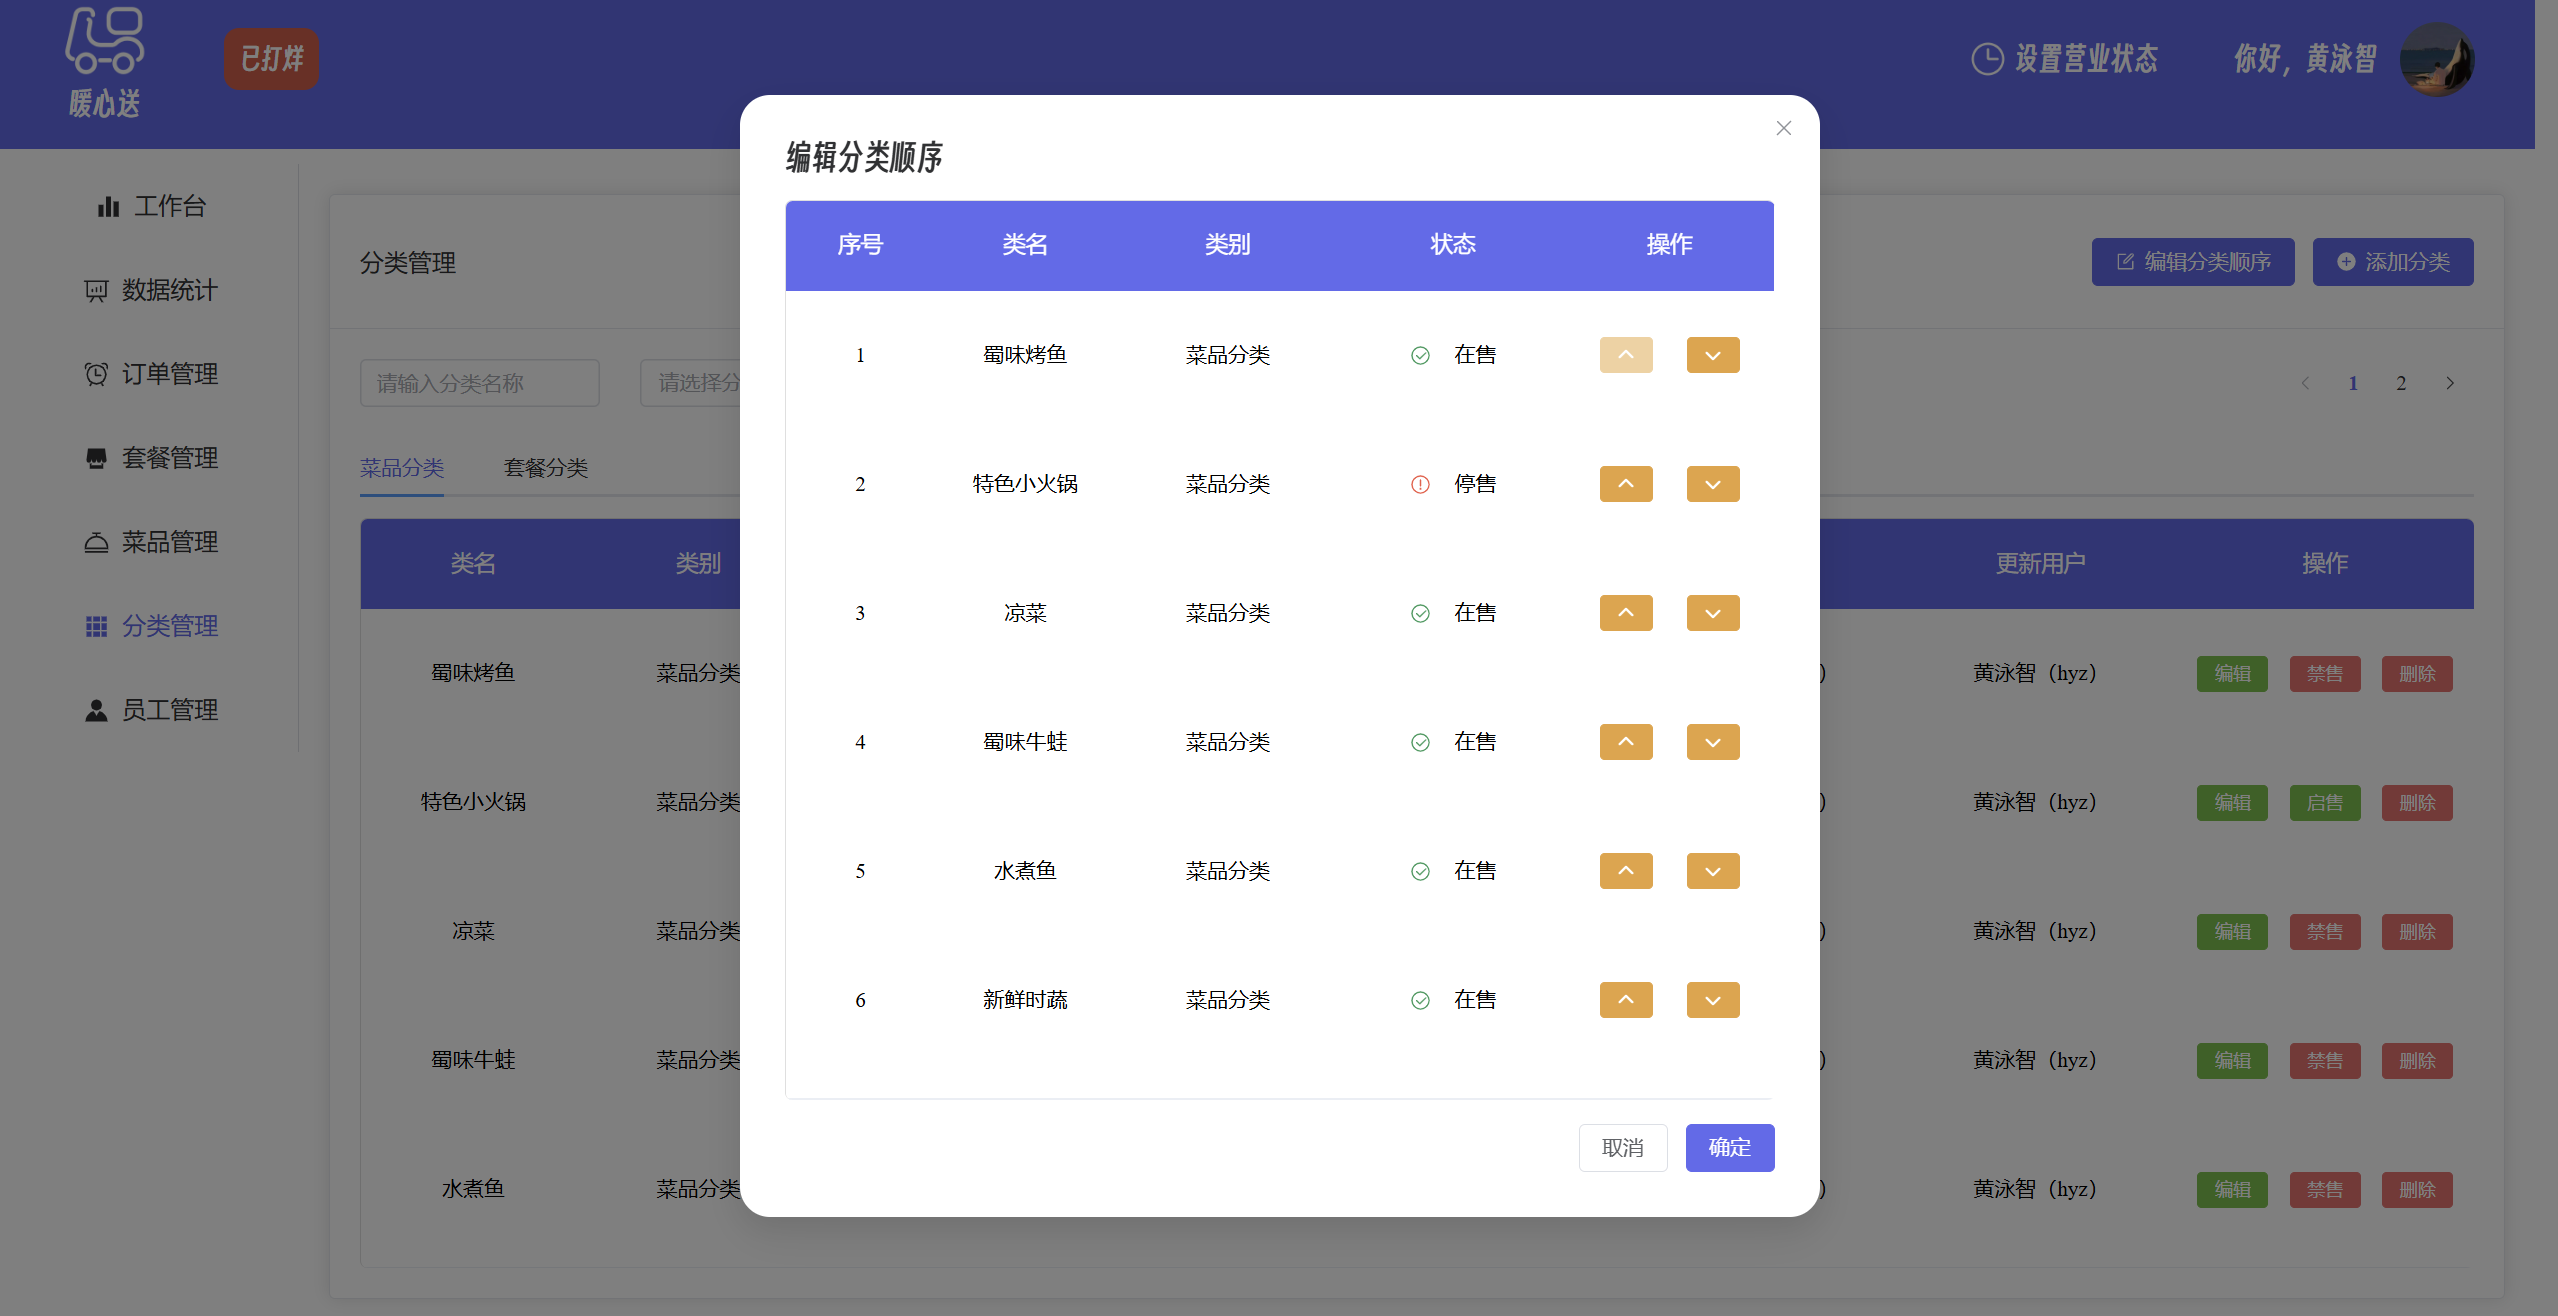 暖心送
已打烊
设置营业状态
你好，黄泳智
工作台
数据统计
订单管理
套餐管理
菜品管理
分类管理
员工管理
分类管理
编辑分类顺序
添加分类
请输入分类名称
请选择分
1 2
菜品分类 套餐分类
类名 类别 更新用户 操作
蜀味烤鱼 菜品分类 ) 黄泳智（hyz） 编辑 禁售 删除
特色小火锅 菜品分类 ) 黄泳智（hyz） 编辑 启售 删除
凉菜 菜品分类 ) 黄泳智（hyz） 编辑 禁售 删除
蜀味牛蛙 菜品分类 ) 黄泳智（hyz） 编辑 禁售 删除
水煮鱼 菜品分类 ) 黄泳智（hyz） 编辑 禁售 删除
编辑分类顺序
序号 类名 类别 状态 操作
1 蜀味烤鱼 菜品分类 在售
2 特色小火锅 菜品分类 停售
3 凉菜 菜品分类 在售
4 蜀味牛蛙 菜品分类 在售
5 水煮鱼 菜品分类 在售
6 新鲜时蔬 菜品分类 在售
取消 确定